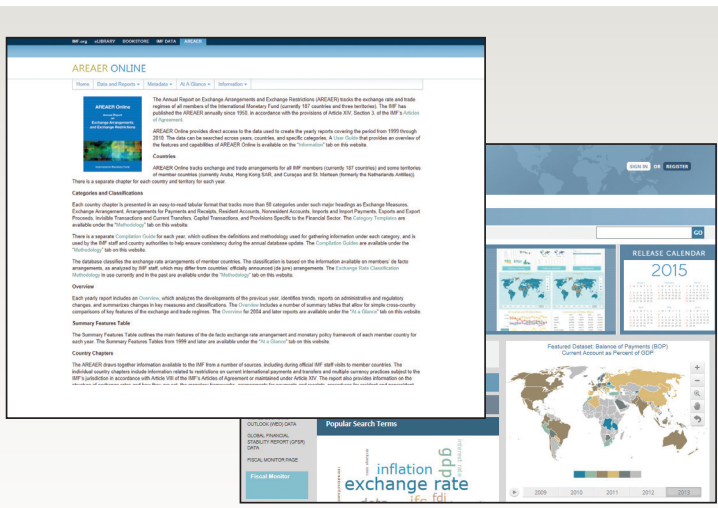 IMF.org eLIBRARY BOOKSTORE IMF DATA AREAER
AREAER ONLINE
Home Data and Reports Metadata At A Glance Information
AREAER Online
Annual Report
on
Exchange Arrangements
and Exchange Restrictions
International Monetary Fund
The Annual Report on Exchange Arrangements and Exchange Restrictions (AREAER) tracks the exchange rate and trade
regimes of all members of the International Monetary Fund (currently 187 countries and three territories). The IMF has
published the AREAER annually since 1950, in accordance with the provisions of Article XIV, Section 3, of the IMF's Articles
of Agreement.
AREAER Online provides direct access to the data used to create the yearly reports covering the period from 1999 through
2010. The data can be searched across years, countries, and specific categories. A User Guide that provides an overview of
the features and capabilities of AREAER Online is available on the "Information" tab on this website.
Countries
AREAER Online tracks exchange and trade arrangements for all IMF members (currently 187 countries) and some territories
of member countries (currently Aruba, Hong Kong SAR, and Curaçao and St. Martaan (formerly the Netherlands Antilles)).
There is a separate chapter for each country and territory for each year.
Categories and Classifications
Each country chapter is presented in an easy-to-read tabular format that tracks more than 50 categories under such major headings as Exchange Measures,
Exchange Arrangement, Arrangements for Payments and Receipts, Resident Accounts, Nonresident Accounts, Imports and Import Payments, Exports and Export
Proceeds, Invisible Transactions and Current Transfers, Capital Transactions, and Provisions Specific to the Financial Sector. The Category Templates are
available under the "Methodology" tab on this website.
There is a separate Compilation Guide for each year, which outlines the definitions and methodology used for gathering information under each category, and is
used by the IMF staff and country authorities to help ensure consistency during the annual database update. The Compilation Guides are available under the
"Methodology" tab on this website.
The database classifies the exchange rate arrangements of member countries. The classification is based on the information available on members' de facto
arrangements, as analyzed by IMF staff, which may differ from countries' officially announced (de jure) arrangements. The Exchange Rate Classification
Methodology in use currently and in the past are available under the "Methodology" tab on this website.
Overview
Each yearly report includes an Overview, which analyzes the developments of the previous year, identifies trends, reports on administrative and regulatory
changes, and summarizes changes in key measures and classifications. The Overview includes a number of summary tables that allow for simple cross-country
comparisons of key features of the exchange and trade regimes. The Overview for 2004 and later reports are available under the "At a Glance" tab on this website.
Summary Features Table
The Summary Features Table outlines the main features of the de facto exchange rate arrangement and monetary policy framework of each member country for
each year. The Summary Features Tables from 1999 and later are available under the "At a Glance" tab on this website.
Country Chapters
The AREAER draws together information available to the IMF from a number of sources, including during official IMF staff visits to member countries. The
individual country chapters include information related to restrictions on current international payments and transfers and multiple currency practices subject to the
IMF's jurisdiction in accordance with Article VIII of the IMF's Articles of Agreement or maintained under Article XIV. The report also provides information on the
SIGN IN OR REGISTER
GO
RELEASE CALENDAR
2015
Featured Dataset: Balance of Payments (BOP)
Current Account as Percent of GDP
2009 2010 2011 2012 2013
OUTLOOK (WEO) DATA
GLOBAL FINANCIAL
STABILITY REPORT (GFSR)
DATA
FISCAL MONITOR PAGE
Fiscal Monitor
Popular Search Terms
inflation
gdp
interest rate
exchange rate
data ifs fdi